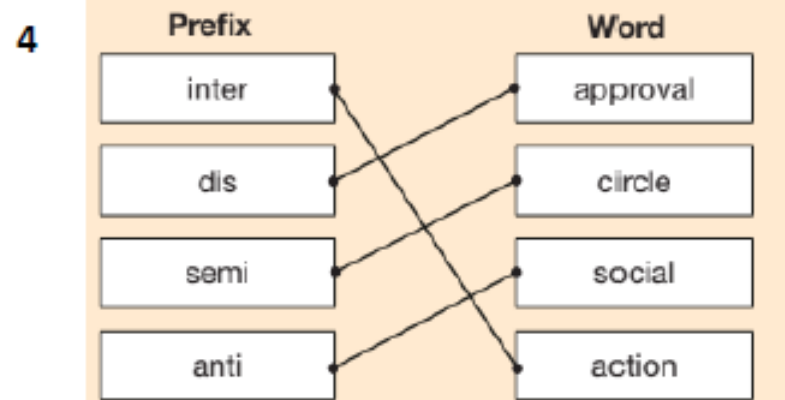 4
Prefix Word
inter approval
dis circle
semi social
anti action